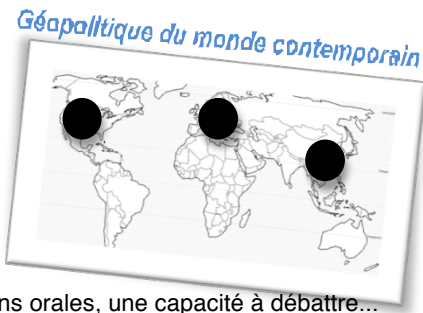 Géopolitique du monde contemporain
ns orales, une capacité à débattre...